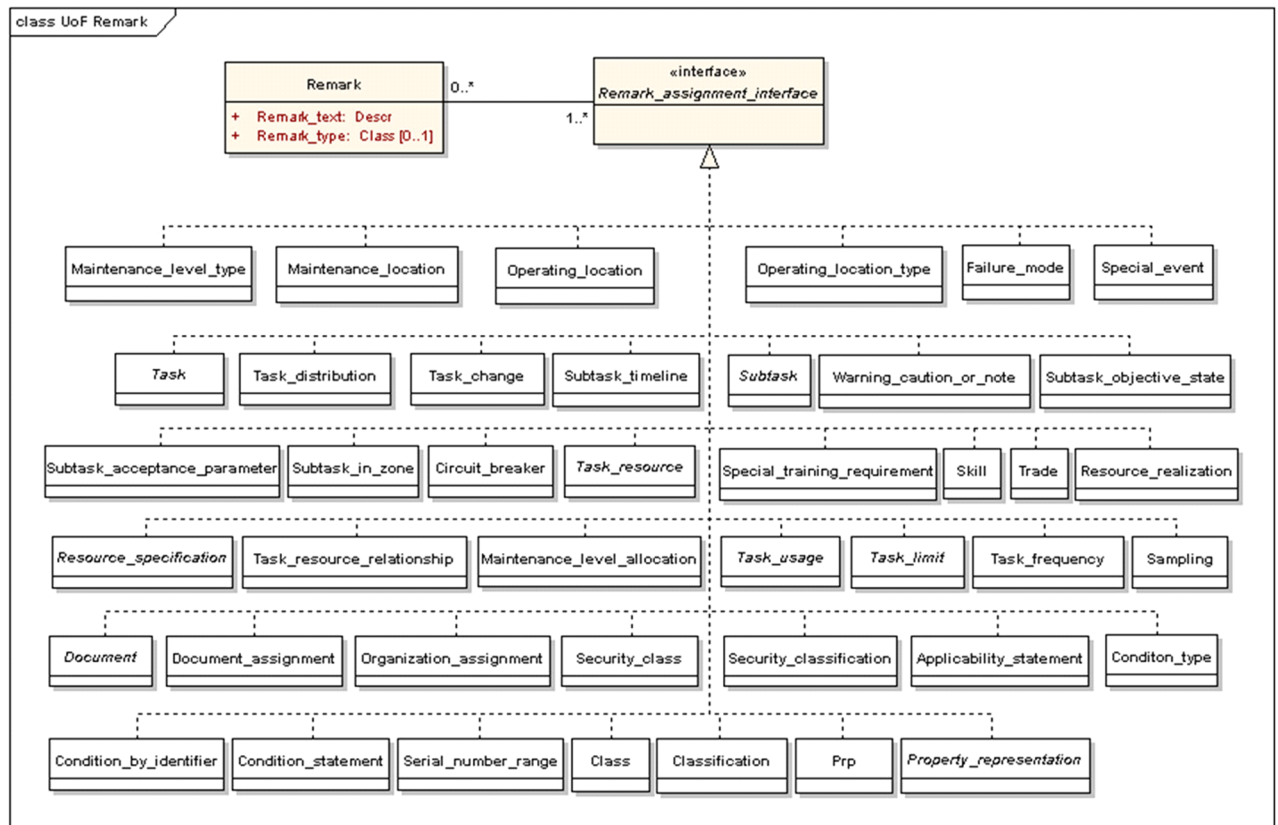 class UoF Remark
Remark
+ Remark_text: Descr
+ Remark_type: Class [0..1]
0..*
1..*
«interface»
Remark_assignment_interface
Maintenance_level_type
Maintenance_location
Operating_location
Operating_location_type
Failure_mode
Special_event
Task
Task_distribution
Task_change
Subtask_timeline
Subtask
Warning_caution_or_note
Subtask_objective_state
Subtask_acceptance_parameter
Subtask_in_zone
Circuit_breaker
Task_resource
Special_training_requirement
Skill
Trade
Resource_realization
Resource_specification
Task_resource_relationship
Maintenance_level_allocation
Task_usage
Task_limit
Task_frequency
Sampling
Document
Document_assignment
Organization_assignment
Security_class
Security_classification
Applicability_statement
Conditon_type
Condition_by_identifier
Condition_statement
Serial_number_range
Class
Classification
Prp
Property_representation